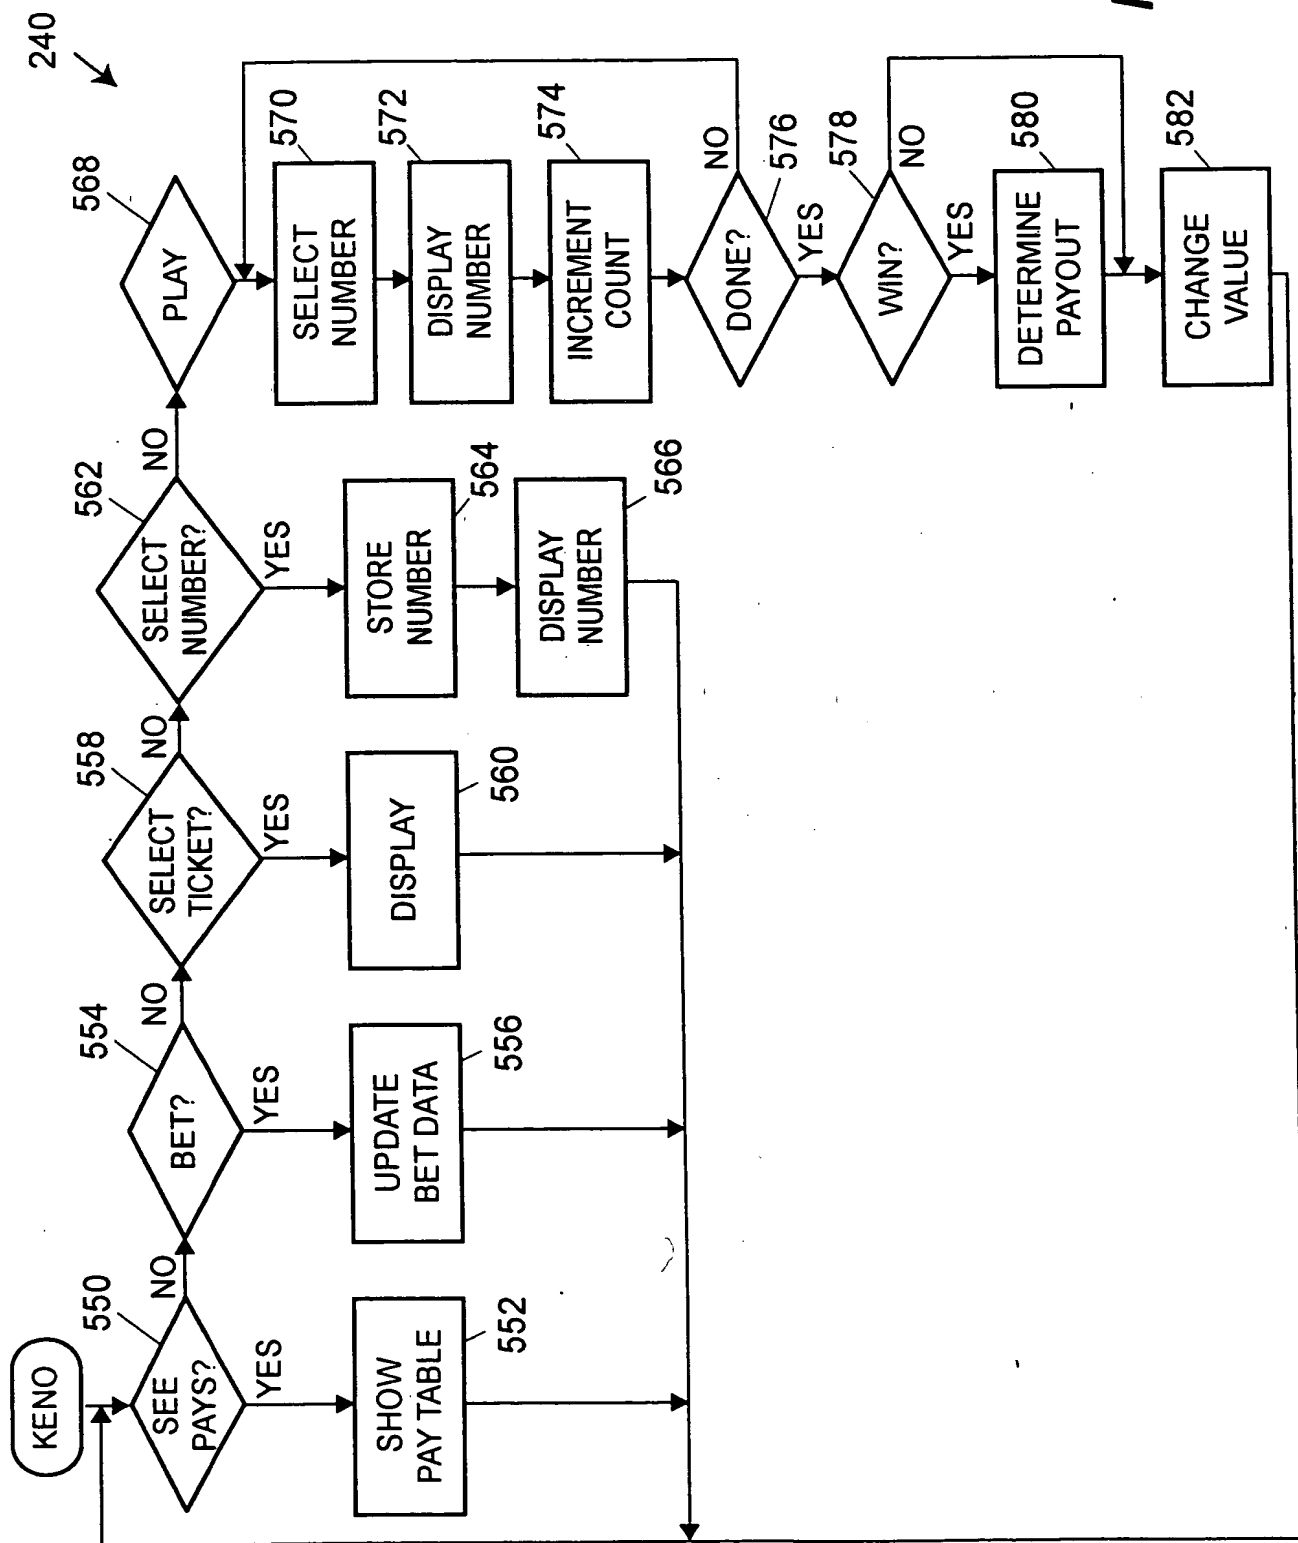 240
KENO
550
SEE
PAYS?
NO
YES
SHOW
PAY TABLE
552
554
BET?
NO
YES
UPDATE
BET DATA
556
558
SELECT
TICKET?
NO
YES
DISPLAY
560
562
SELECT
NUMBER?
NO
YES
STORE
NUMBER
564
DISPLAY
NUMBER
566
568
PLAY
570
SELECT
NUMBER
572
DISPLAY
NUMBER
574
INCREMENT
COUNT
DONE?
NO
576
YES
WIN?
578
NO
YES
DETERMINE
PAYOUT
580
CHANGE
VALUE
582